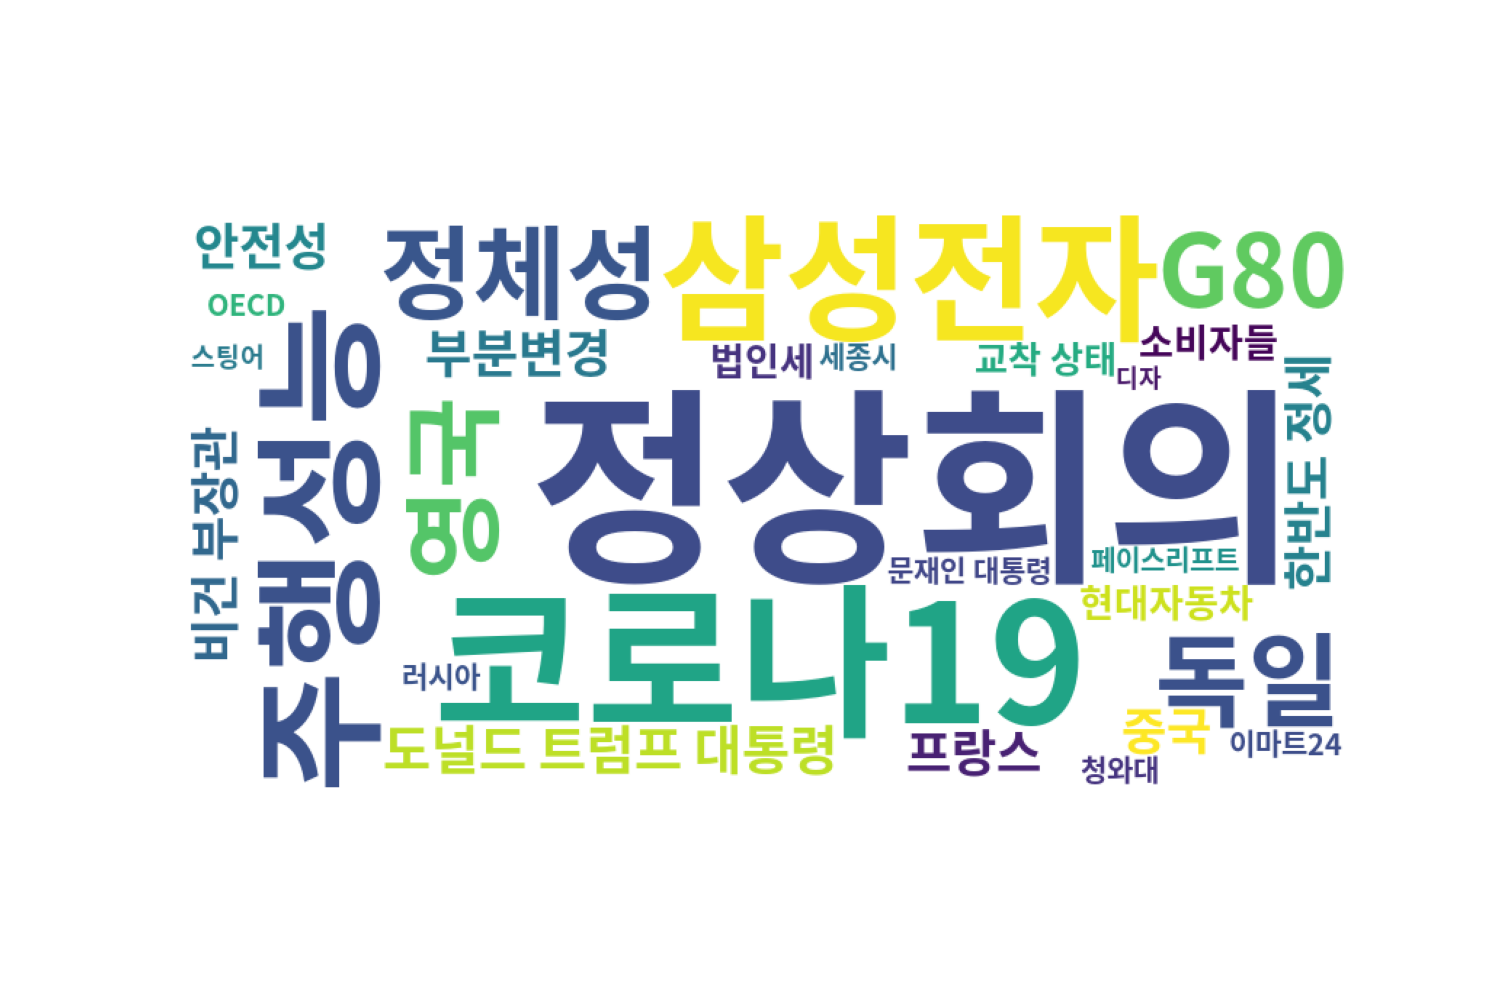 안전성
정체성
삼성전자
G80
OECD
스팅어
부분변경
법인세
세종시
교착 상태
소비자들
디자
주행성능
비건 부장관
영국
정상회의
한반도 정세
문재인 대통령
페이스리프트
현대자동차
코로나19
러시아
독일
도널드 트럼프 대통령
프랑스
중국
이마트24
청와대